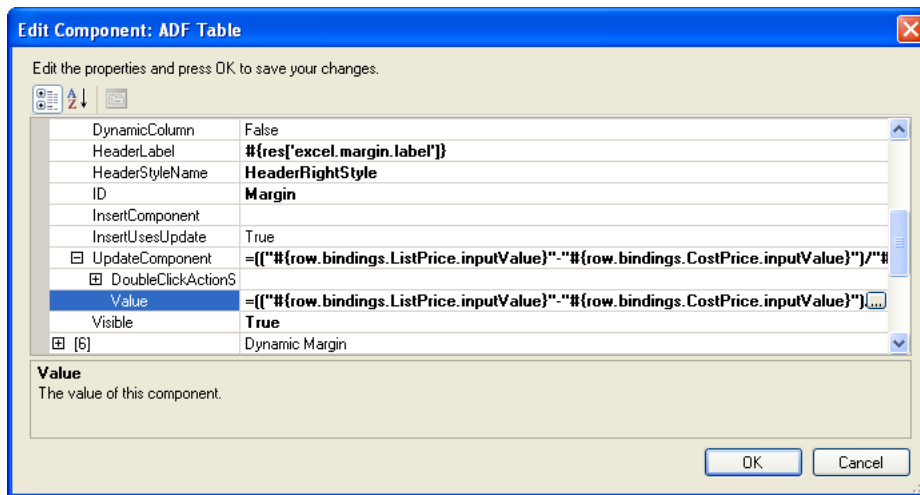 Edit Component: ADF Table
Edit the properties and press OK to save your changes.
DynamicColumn False
HeaderLabel #{res['excel.margin.label']}
HeaderStyleName HeaderRightStyle
ID Margin
InsertComponent
InsertUsesUpdate True
UpdateComponent =(("#{row.bindings.ListPrice.inputValue}"-"#{row.bindings.CostPrice.inputValue}")/"#
DoubleClickActionS
Value =(("#{row.bindings.ListPrice.inputValue}"-"#{row.bindings.CostPrice.inputValue}") ...
Visible True
[6] Dynamic Margin
Value
The value of this component.
OK Cancel